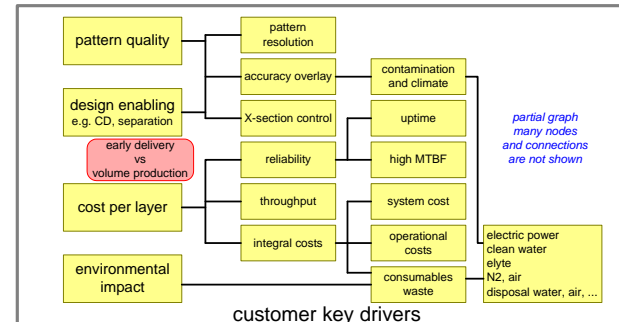 pattern quality
design enabling
e.g. CD, separation
early delivery
vs
volume production
cost per layer
environmental
impact
pattern
resolution
accuracy overlay
X-section control
reliability
throughput
integral costs
contamination
and climate
uptime
high MTBF
system cost
operational
costs
consumables
waste
partial graph
many nodes
and connections
are not shown
electric power
clean water
elyte
N2, air
disposal water, air, ...
customer key drivers